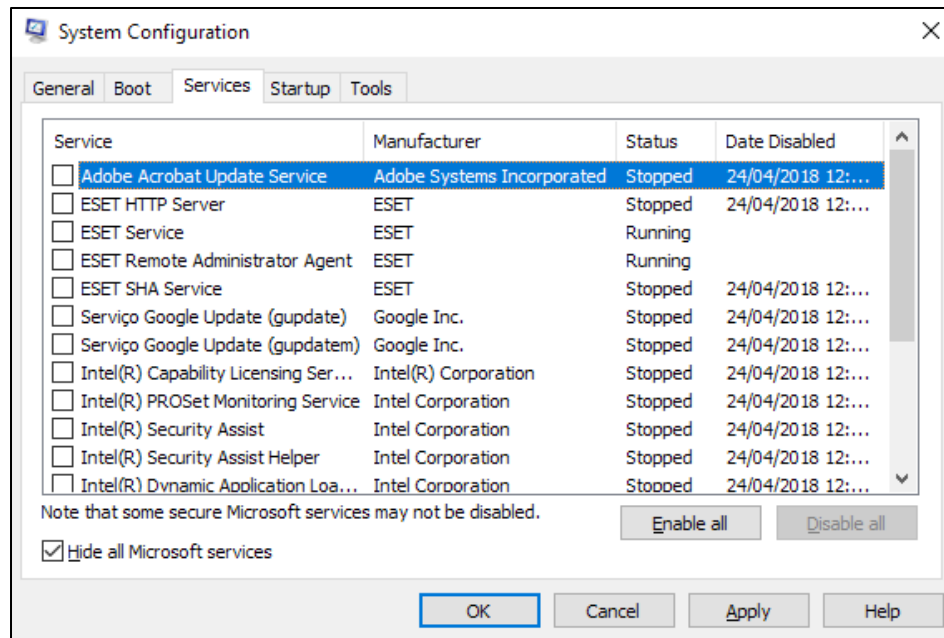 System Configuration
General Boot Services Startup Tools
Service Manufacturer Status Date Disabled
Adobe Acrobat Update Service Adobe Systems Incorporated Stopped 24/04/2018 12:...
ESET HTTP Server ESET Stopped 24/04/2018 12:...
ESET Service ESET Running
ESET Remote Administrator Agent ESET Running
ESET SHA Service ESET Stopped 24/04/2018 12:...
Serviço Google Update (gupdate) Google Inc. Stopped 24/04/2018 12:...
Serviço Google Update (gupdatem) Google Inc. Stopped 24/04/2018 12:...
Intel(R) Capability Licensing Ser... Intel(R) Corporation Stopped 24/04/2018 12:...
Intel(R) PROSet Monitoring Service Intel Corporation Stopped 24/04/2018 12:...
Intel(R) Security Assist Intel Corporation Stopped 24/04/2018 12:...
Intel(R) Security Assist Helper Intel Corporation Stopped 24/04/2018 12:...
Intel(R) Dynamic Application Loa... Intel Corporation Stopped 24/04/2018 12:...
Note that some secure Microsoft services may not be disabled.
Enable all Disable all
Hide all Microsoft services
OK Cancel Apply Help